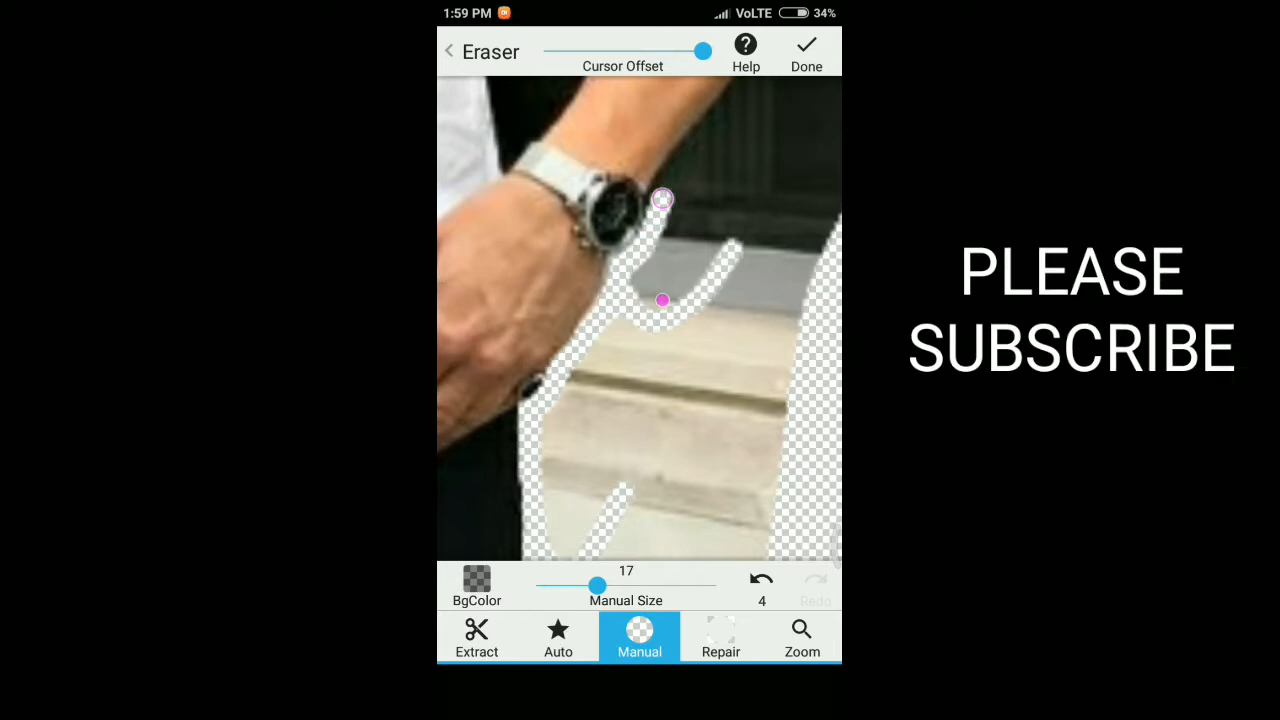 1:59 PM VoLTE 34%
Eraser
Cursor Offset
Help
Done
PLEASE
SUBSCRIBE
17
BgColor
Manual Size
4
Redo
Extract
Auto
Manual
Repair
Zoom